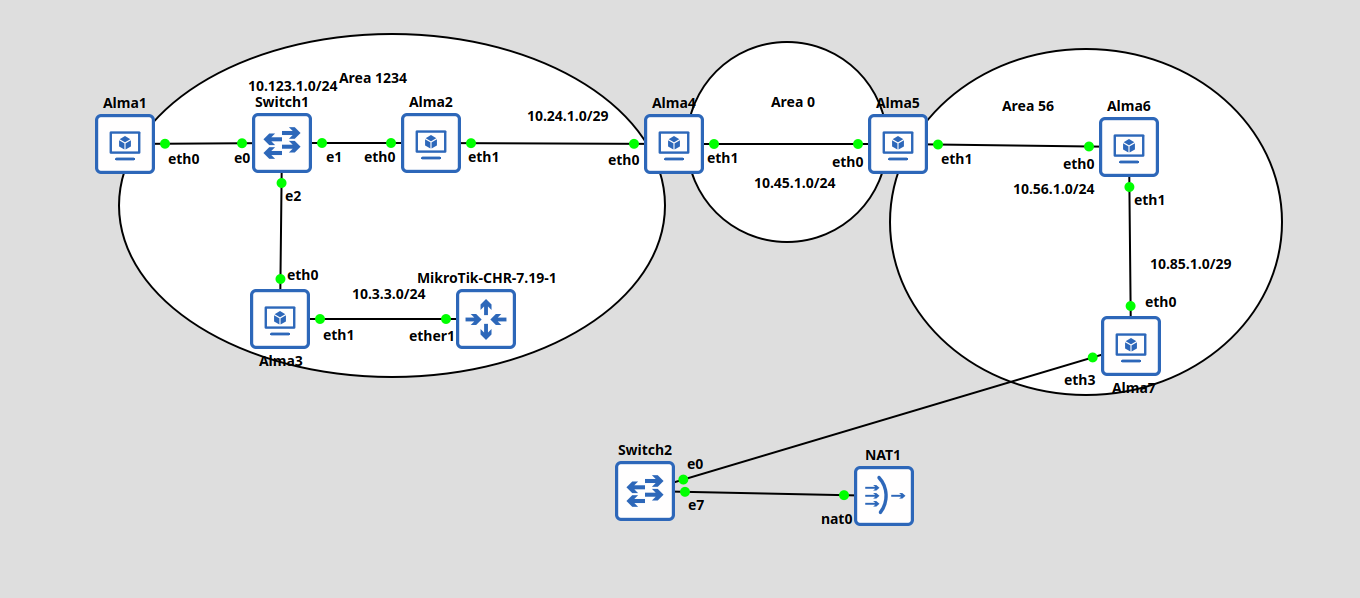 Area 1234
10.123.1.0/24
Alma1
Switch1
Alma2
10.24.1.0/29
Alma4
Area 0
Alma5
Area 56
Alma6
eth0
e0
e1
eth0
eth1
eth0
eth1
eth0
eth1
eth0
10.45.1.0/24
10.56.1.0/24
e2
eth1
eth0
10.3.3.0/24
MikroTik-CHR-7.19-1
10.85.1.0/29
eth0
eth1
ether1
Alma3
eth3
Alma7
Switch2
e0
e7
NAT1
nat0